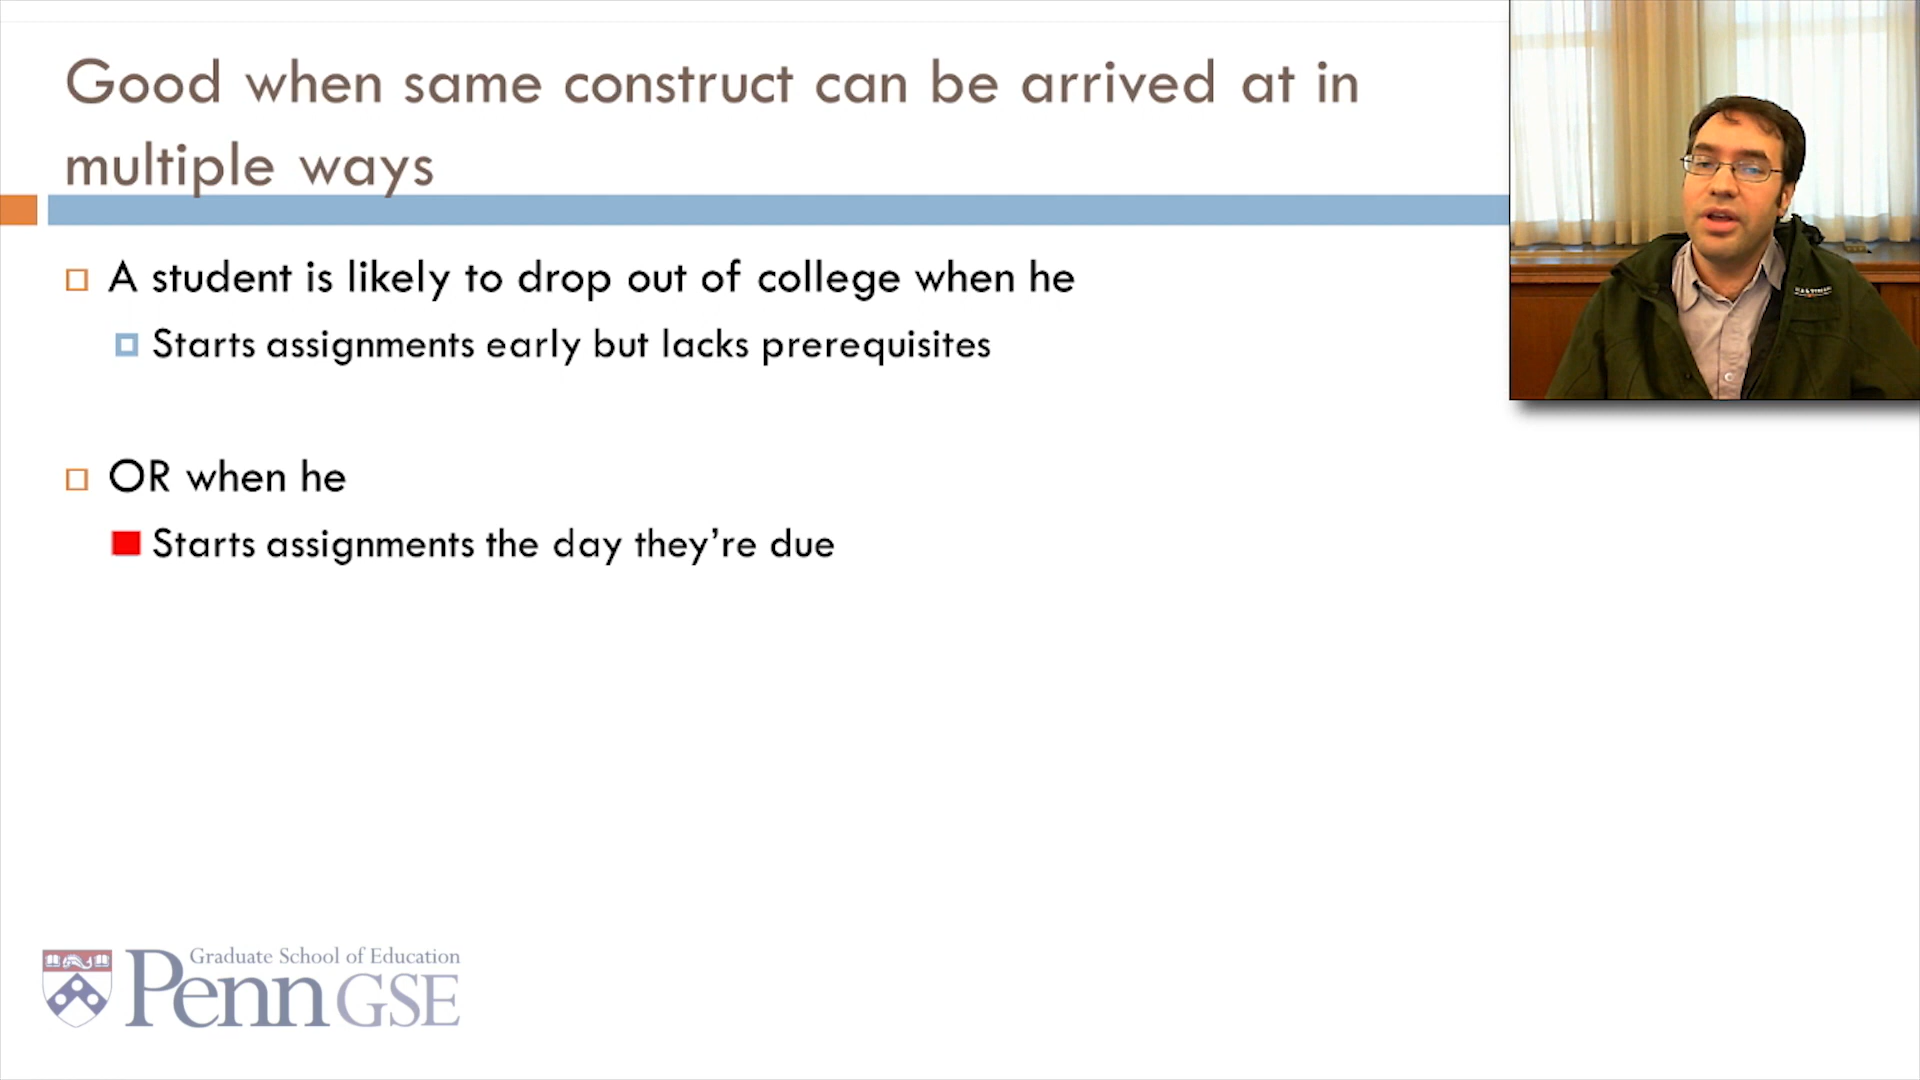 Good when same construct can be arrived at in
multiple ways
A student is likely to drop out of college when he
Starts assignments early but lacks prerequisites
OR when he
Starts assignments the day they’re due
Graduate School of Education
Penn GSE